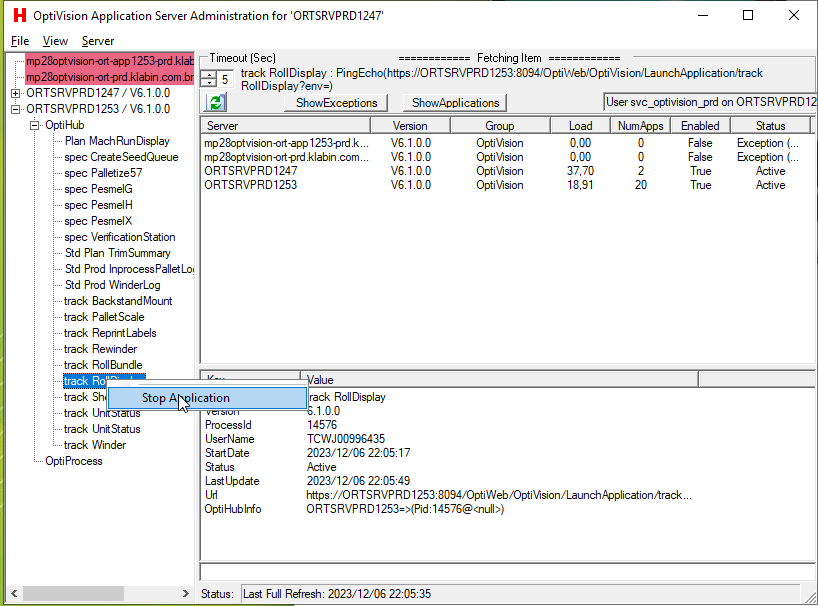 OptiVision Application Server Administration for 'ORTSRVPRD1247'
File View Server
mp28optvision-ort-app1253-prd.klab
mp28optvision-ort-prd.klabin.com.br
ORTSRVPRD1247 / V6.1.0.0
ORTSRVPRD1253 / V6.1.0.0
OptiHub
Plan MachRunDisplay
spec CreateSeedQueue
spec Palletize57
spec PesmelG
spec PesmelH
spec PesmelX
spec VerificationStation
Std Plan TrimSummary
Std Prod InprocessPalletLog
Std Prod WinderLog
track BackstandMount
track PalletScale
track ReprintLabels
track Rewinder
track RollBundle
track RollDisplay
track She
track UnitStatus
track UnitStatus
track Winder
OptiProcess
Stop Application
Timeout (Sec) ============ Fetching Item ============
5
track RollDisplay : PingEcho(https://ORTSRVPRD1253:8094/OptiWeb/OptiVision/LaunchApplication/track
RollDisplay?env=)
ShowExceptions ShowApplications User svc_optivision_prd on ORTSRVPRD12
Server Version Group Load NumApps Enabled Status
mp28optvision-ort-app1253-prd.k... V6.1.0.0 OptiVision 0,00 0 False Exception (...
mp28optvision-ort-prd.klabin.com... V6.1.0.0 OptiVision 0,00 0 False Exception (...
ORTSRVPRD1247 V6.1.0.0 OptiVision 37,70 2 True Active
ORTSRVPRD1253 V6.1.0.0 OptiVision 18,91 20 True Active
Key Value
track RollDisplay
Version 6.1.0.0
ProcessId 14576
UserName TCWJ00996435
StartDate 2023/12/06 22:05:17
Status Active
LastUpdate 2023/12/06 22:05:49
Url https://ORTSRVPRD1253:8094/OptiWeb/OptiVision/LaunchApplication/track...
OptiHubInfo ORTSRVPRD1253=>(Pid:14576@<null>)
Status: Last Full Refresh: 2023/12/06 22:05:35